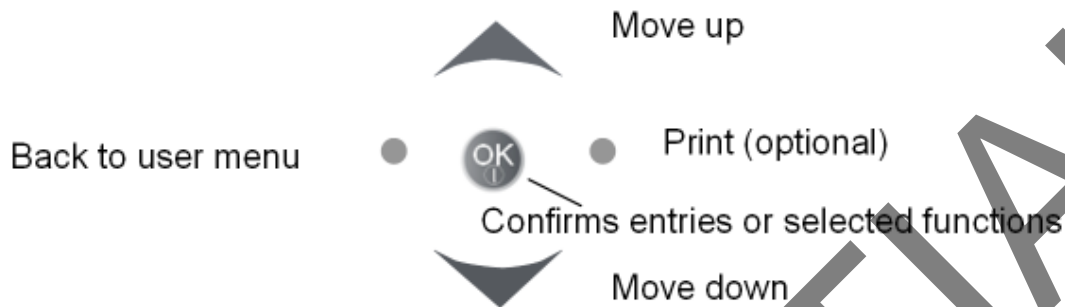 Move up
Back to user menu
OK
Print (optional)
Confirms entries or selected functions
Move down